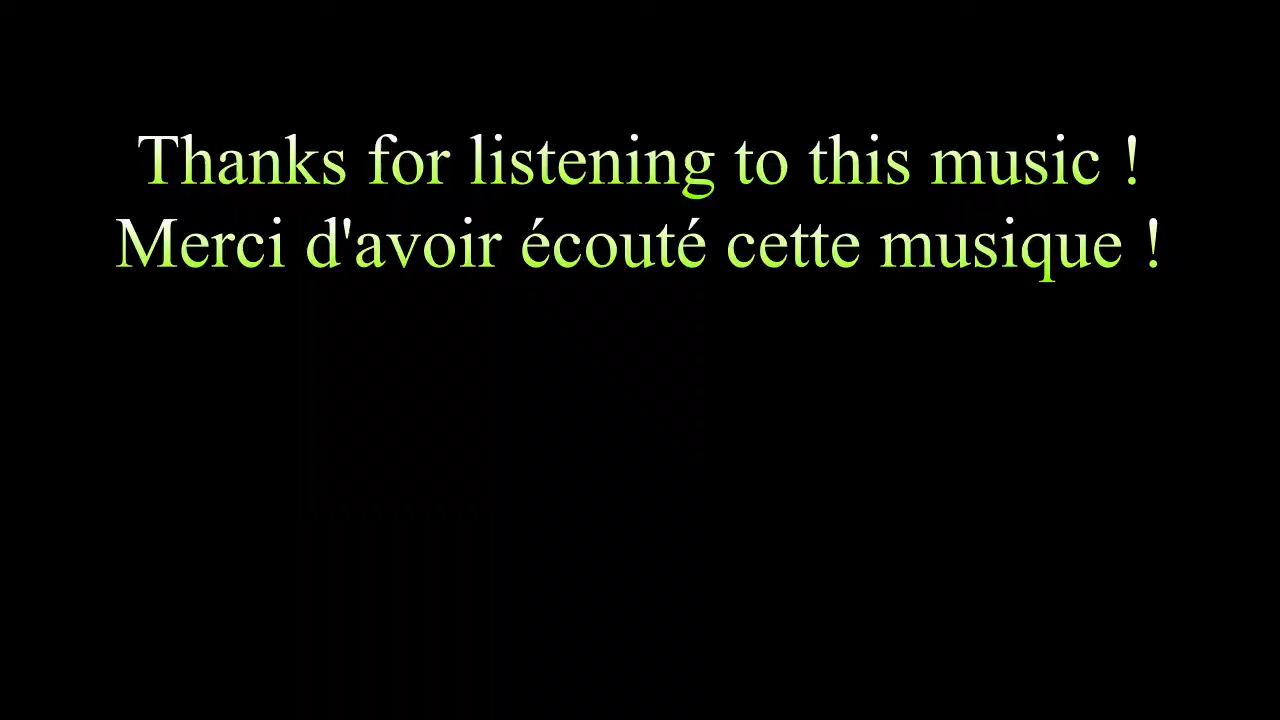 Thanks for listening to this music !
Merci d'avoir écouté cette musique !